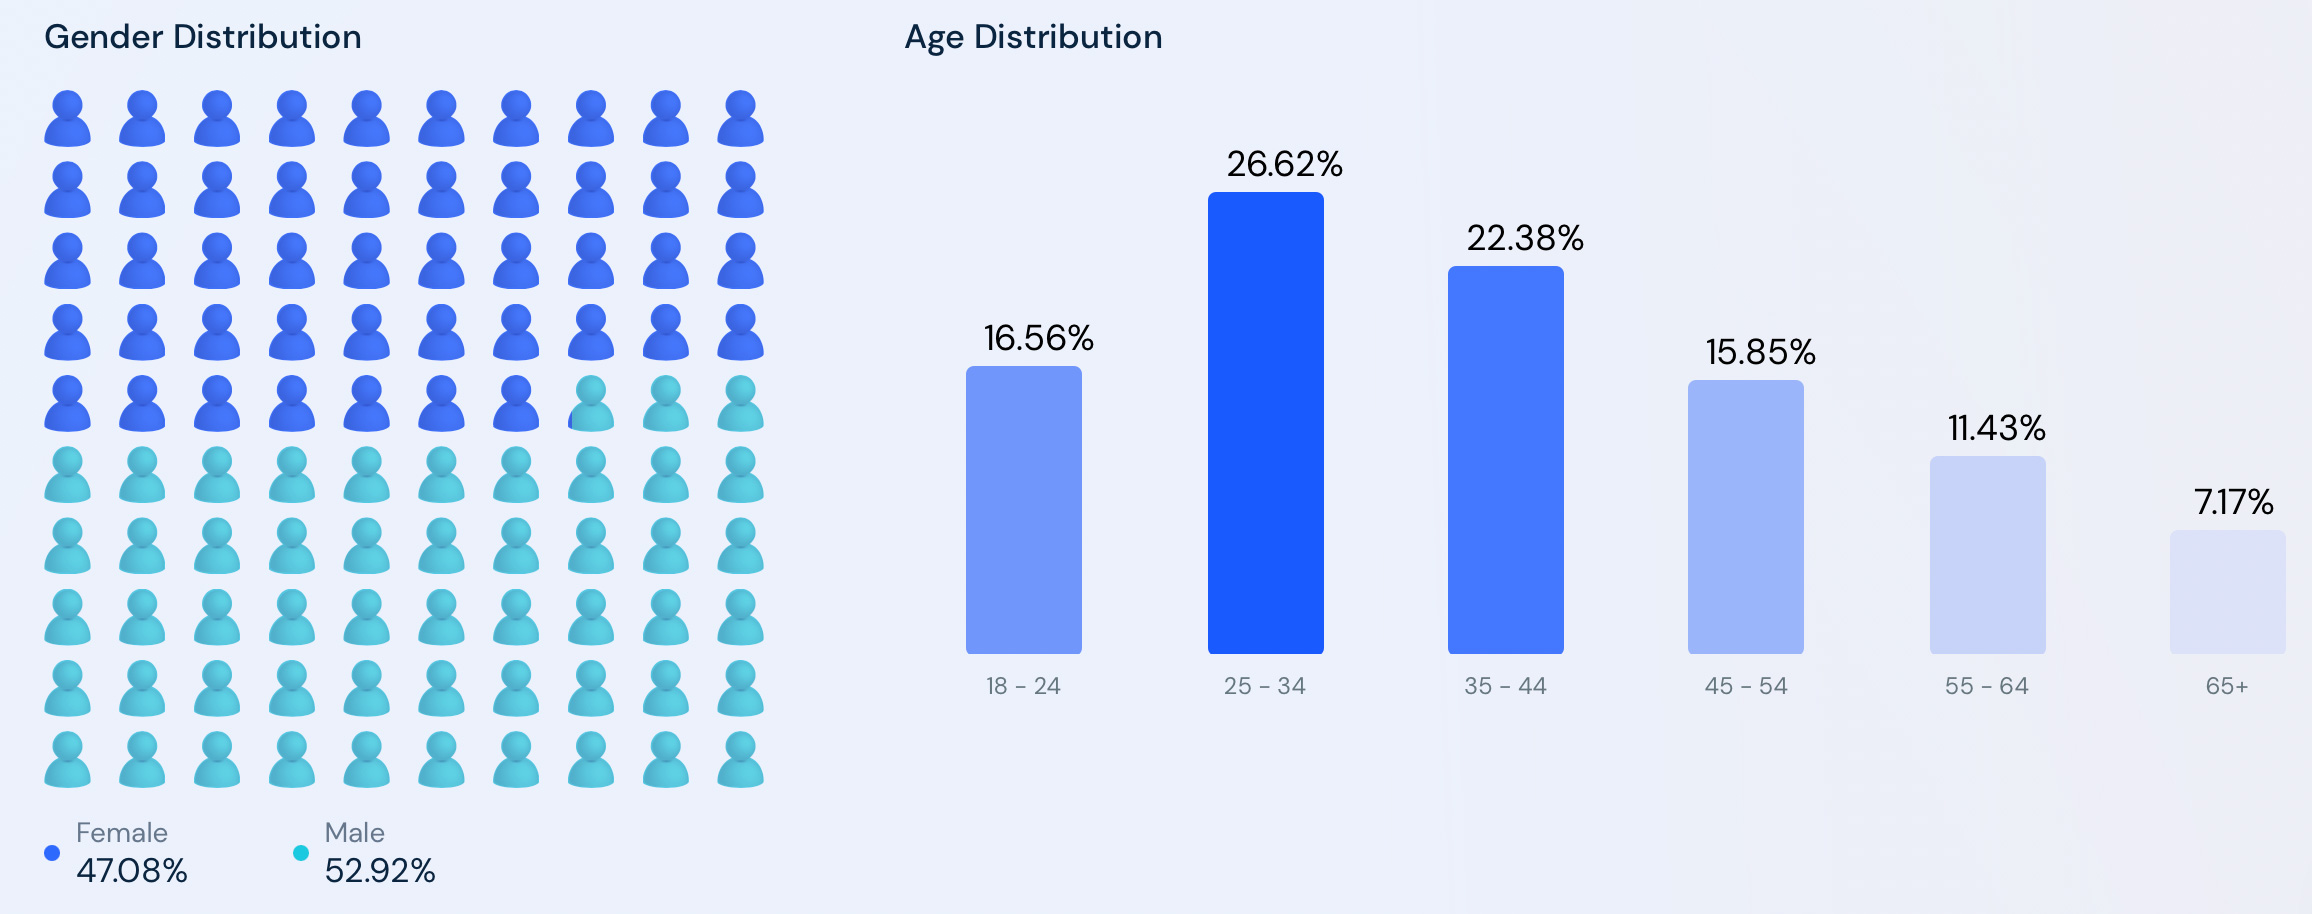 Gender Distribution
Female
47.08%
Male
52.92%
Age Distribution
16.56%
26.62%
22.38%
15.85%
11.43%
7.17%
18 - 24
25 - 34
35 - 44
45 - 54
55 - 64
65+